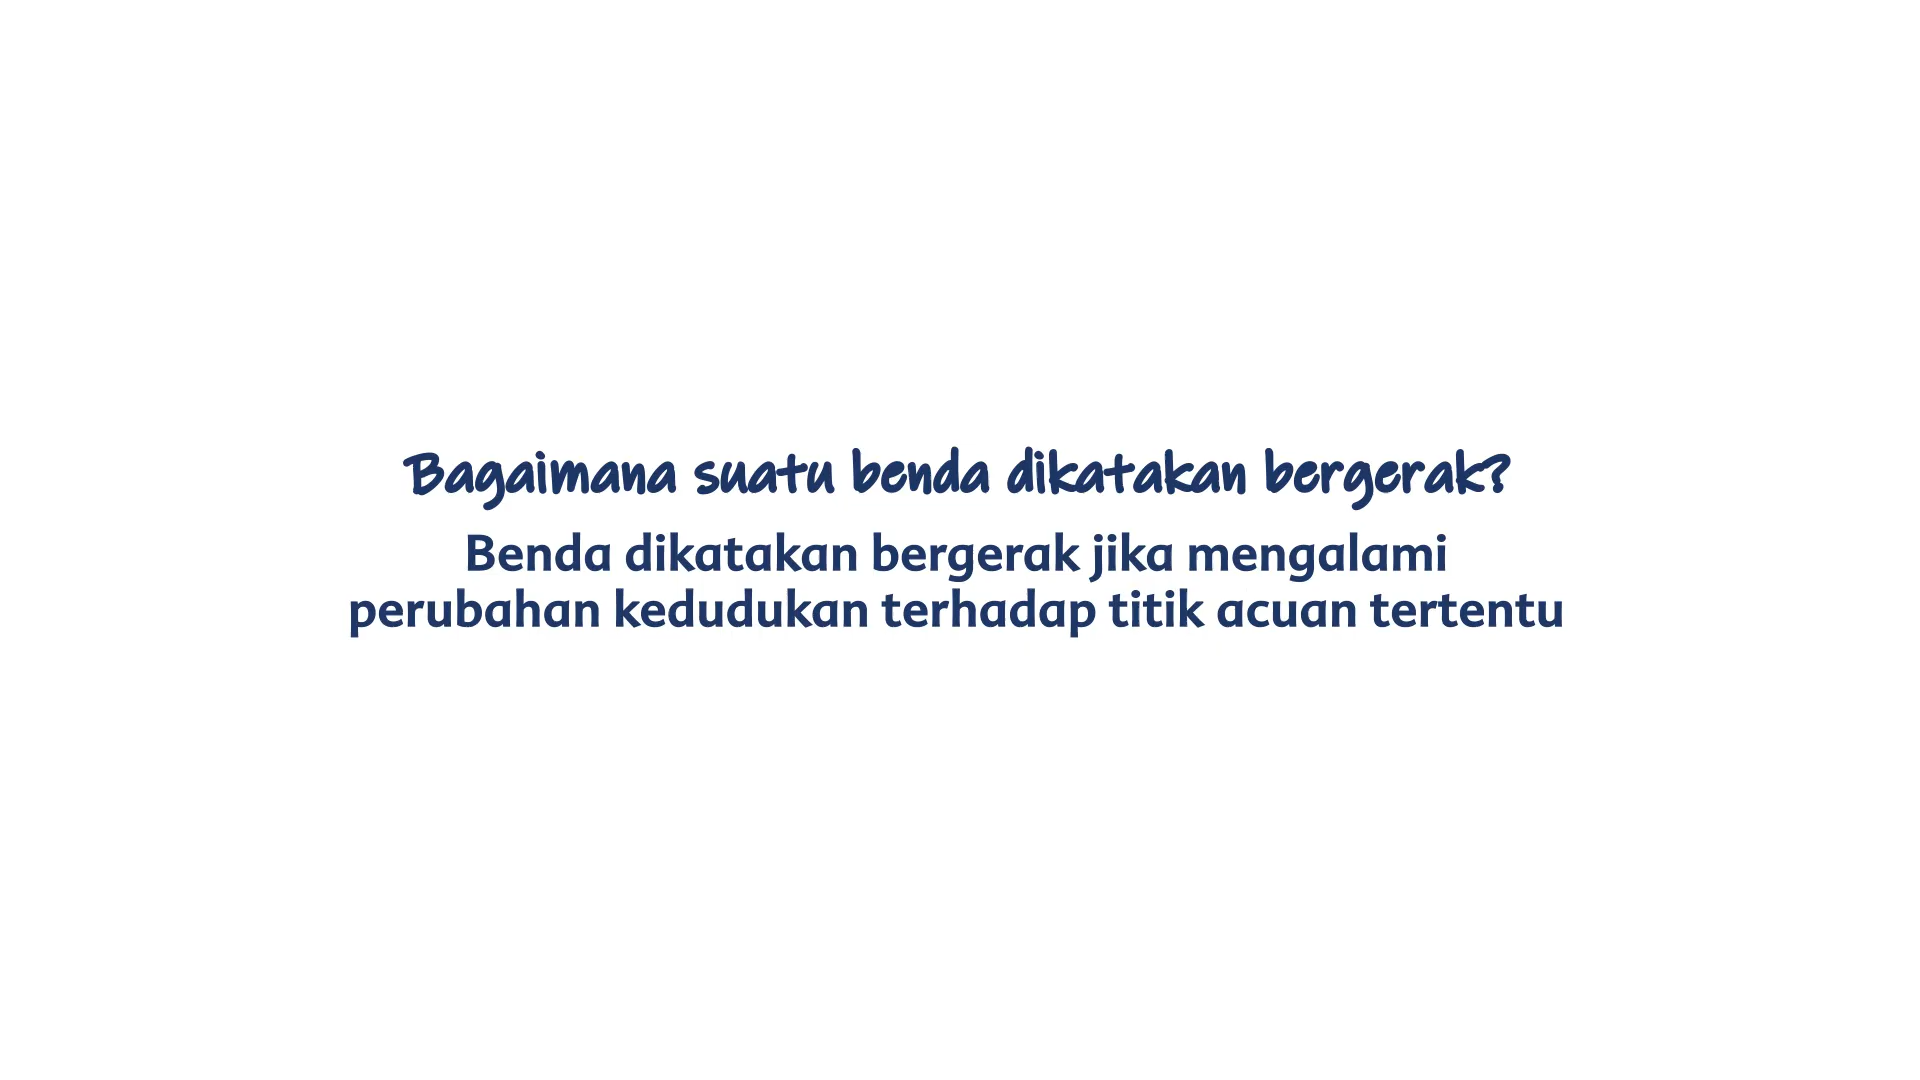 Bagaimana suatu benda dikatakan bergerak?
Benda dikatakan bergerak jika mengalami
perubahan kedudukan terhadap titik acuan tertentu